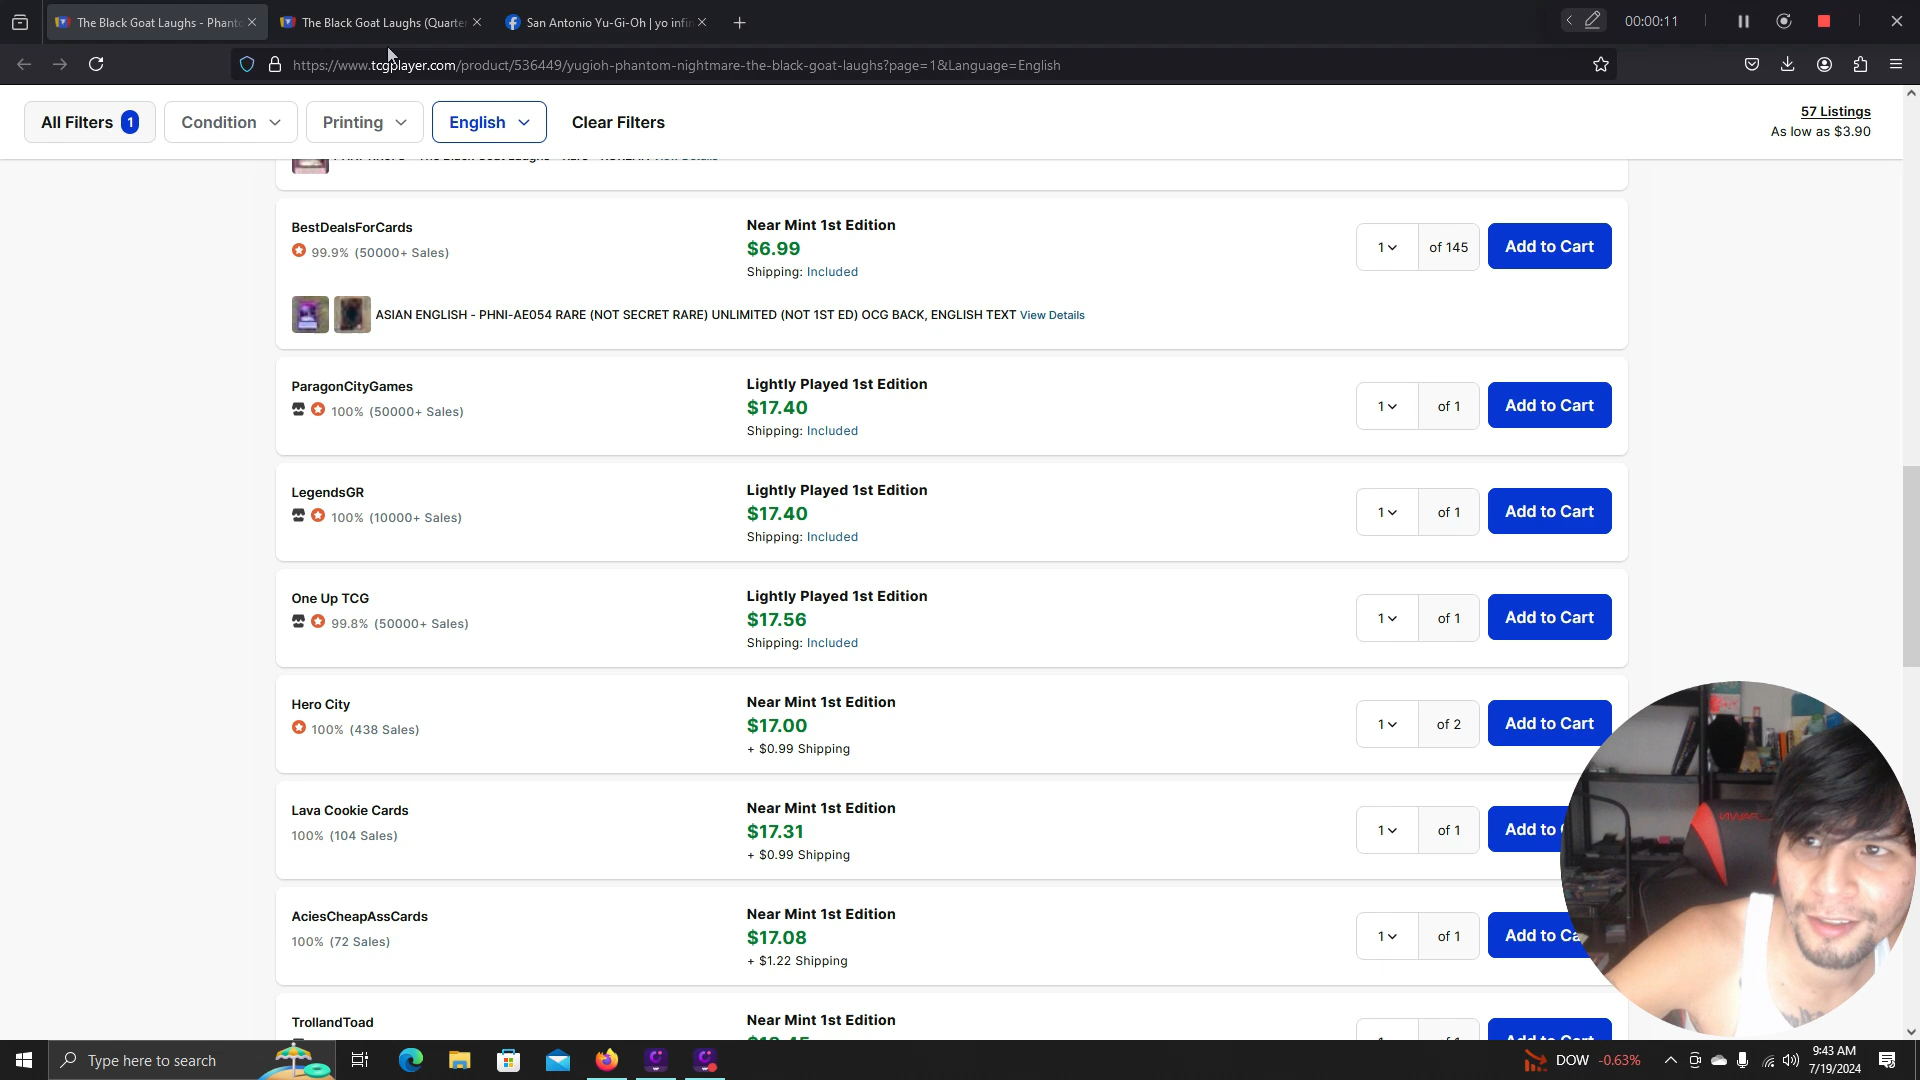 The Black Goat Laughs - Phant
The Black Goat Laughs (Quarte
San Antonio Yu-Gi-Oh | yo infin
00:00:11
https://www.tcgplayer.com/product/536449/yugioh-phantom-nightmare-the-black-goat-laughs?page=1&Language=English
All Filters 1
Condition
Printing
English
Clear Filters
57 Listings
As low as $3.90
BestDealsForCards
99.9% (50000+ Sales)
Near Mint 1st Edition
$6.99
Shipping: Included
1
of 145
Add to Cart
ASIAN ENGLISH - PHNI-AE054 RARE (NOT SECRET RARE) UNLIMITED (NOT 1ST ED) OCG BACK, ENGLISH TEXT View Details
ParagonCityGames
100% (50000+ Sales)
Lightly Played 1st Edition
$17.40
Shipping: Included
1
of 1
Add to Cart
LegendsGR
100% (10000+ Sales)
Lightly Played 1st Edition
$17.40
Shipping: Included
1
of 1
Add to Cart
One Up TCG
99.8% (50000+ Sales)
Lightly Played 1st Edition
$17.56
Shipping: Included
1
of 1
Add to Cart
Hero City
100% (438 Sales)
Near Mint 1st Edition
$17.00
+ $0.99 Shipping
1
of 2
Add to Cart
Lava Cookie Cards
100% (104 Sales)
Near Mint 1st Edition
$17.31
+ $0.99 Shipping
1
of 1
Add to
AciesCheapAssCards
100% (72 Sales)
Near Mint 1st Edition
$17.08
+ $1.22 Shipping
1
of 1
Add to Ca
TrollandToad
Near Mint 1st Edition
Type here to search
DOW -0.63%
9:43 AM
7/19/2024